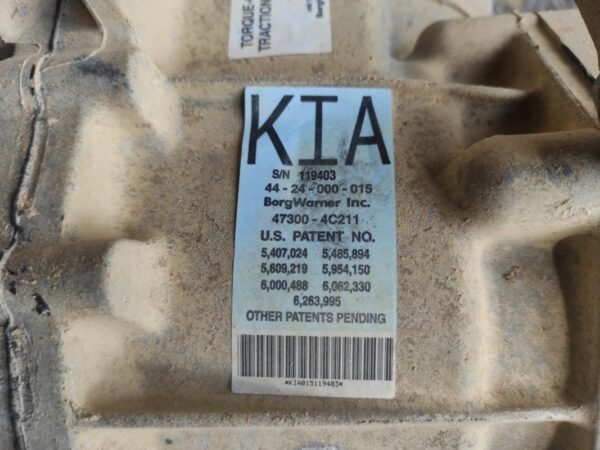 TORQUE-
TRACTION
BorgWarner
KIA
S/N 119403
44 - 24 - 000 - 015
BorgWarner Inc.
47300 - 4C211
U.S. PATENT NO.
5,407,024 5,485,894
5,609,219 5,954,150
6,000,488 6,062,330
6,263,995
OTHER PATENTS PENDING
*KIA015119403*